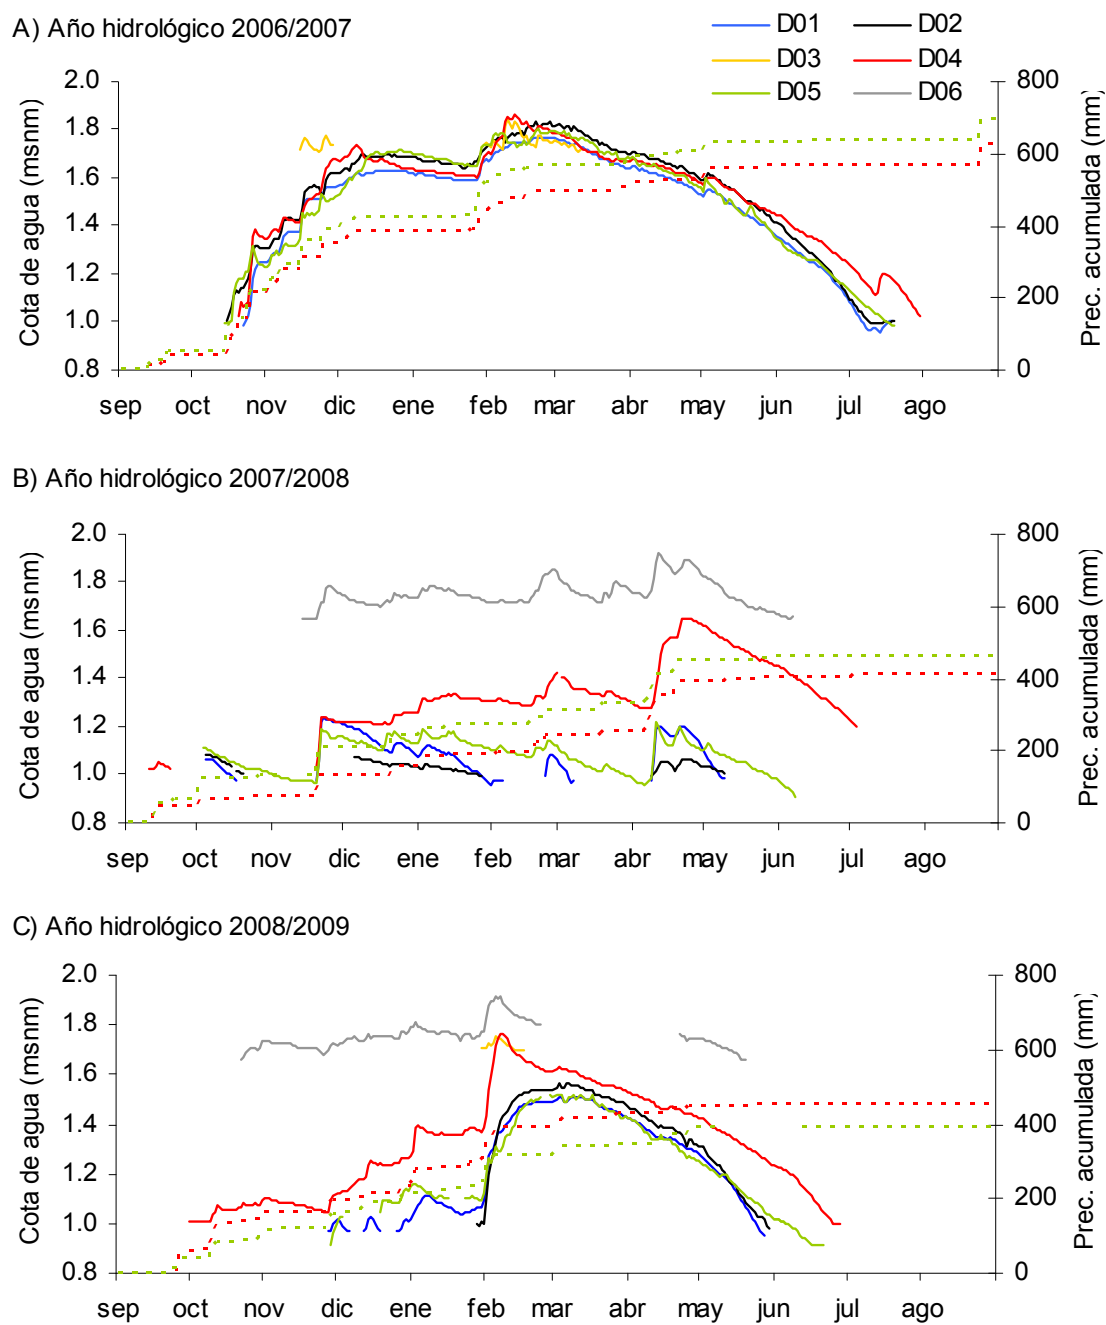 A) Año hidrológico 2006/2007
D01 D02
D03 D04
D05 D06
Cota de agua (msnm)
2.0
1.8
1.6
1.4
1.2
1.0
0.8
800
600
400
200
0
Prec. acumulada (mm)
sep oct nov dic ene feb mar abr may jun jul ago
B) Año hidrológico 2007/2008
Cota de agua (msnm)
2.0
1.8
1.6
1.4
1.2
1.0
0.8
800
600
400
200
0
Prec. acumulada (mm)
sep oct nov dic ene feb mar abr may jun jul ago
C) Año hidrológico 2008/2009
Cota de agua (msnm)
2.0
1.8
1.6
1.4
1.2
1.0
0.8
800
600
400
200
0
Prec. acumulada (mm)
sep oct nov dic ene feb mar abr may jun jul ago